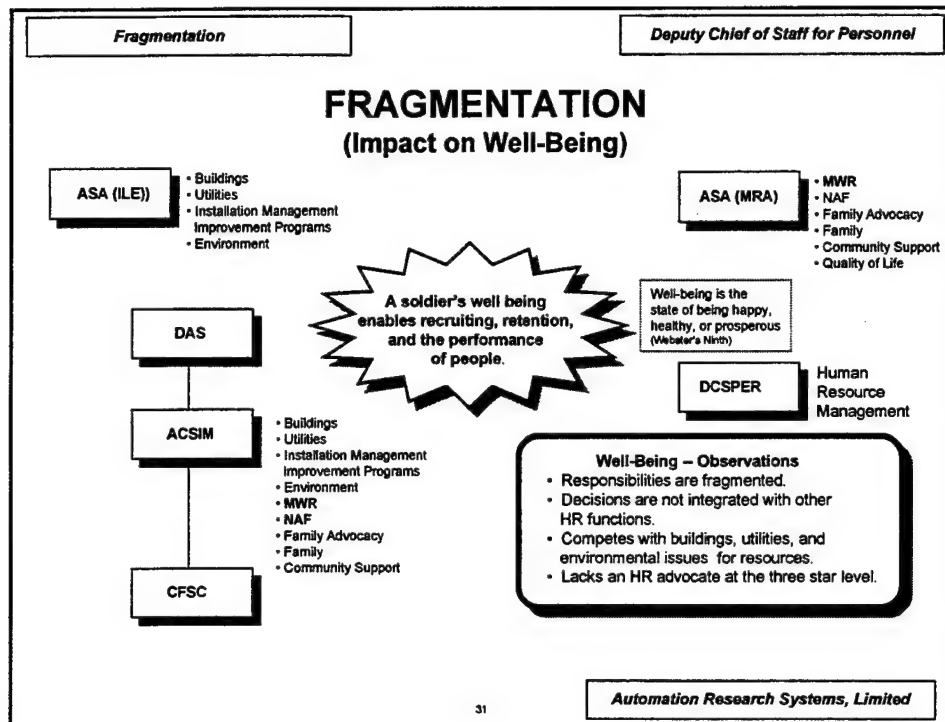 Fragmentation
Deputy Chief of Staff for Personnel
FRAGMENTATION
(Impact on Well-Being)
ASA (ILE))
• Buildings
• Utilities
• Installation Management
Improvement Programs
• Environment
ASA (MRA)
• MWR
• NAF
• Family Advocacy
• Family
• Community Support
• Quality of Life
A soldier's well being
enables recruiting, retention,
and the performance
of people.
Well-being is the
state of being happy,
healthy, or prosperous
(Webster's Ninth)
DAS
DCSPER
Human
Resource
Management
ACSIM
• Buildings
• Utilities
• Installation Management
Improvement Programs
• Environment
• MWR
• NAF
• Family Advocacy
• Family
• Community Support
CFSC
Well-Being – Observations
• Responsibilities are fragmented.
• Decisions are not integrated with other
HR functions.
• Competes with buildings, utilities, and
environmental issues for resources.
• Lacks an HR advocate at the three star level.
31
Automation Research Systems, Limited